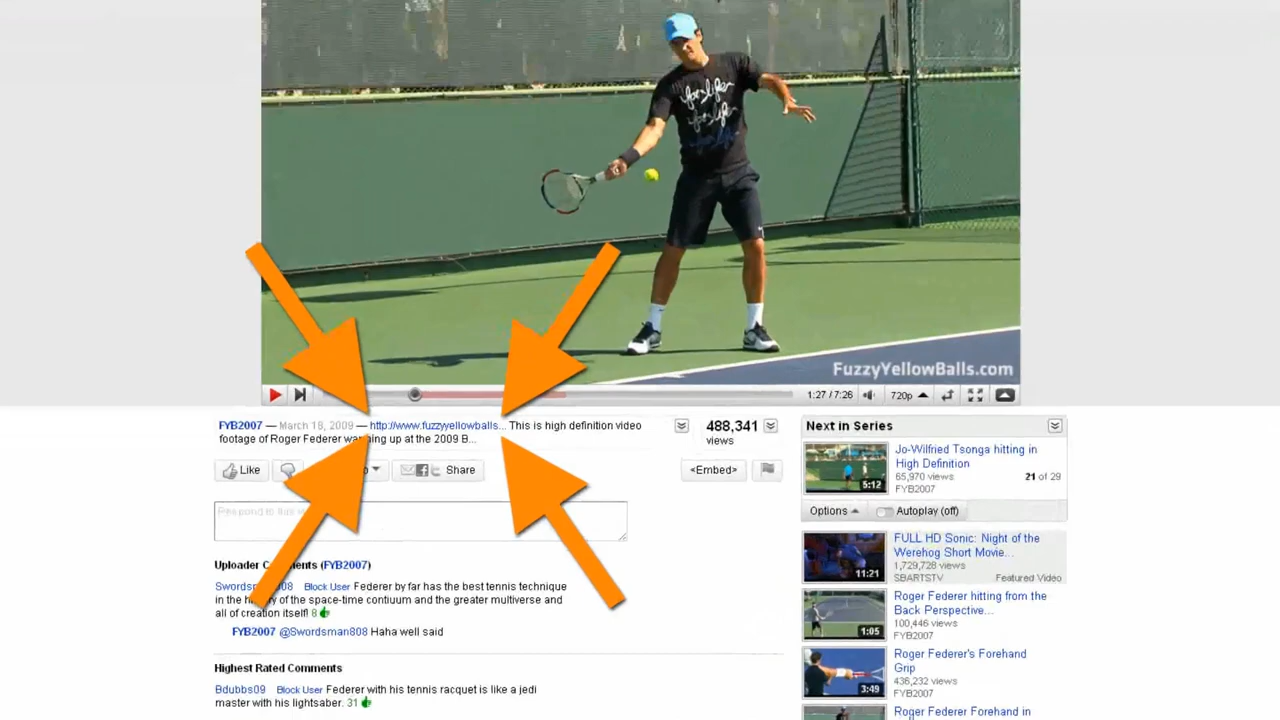 FuzzyYellowBalls.com
1:27 / 7:26
720p
FYB2007 — March 18, 2009 — http://www.fuzzyyellowballs... This is high definition video
footage of Roger Federer warming up at the 2009 B...
488,341
views
Like
Share
<Embed>
Uploader Comments (FYB2007)
Block User Federer by far has the best tennis technique
in the history of the space-time contiuum and the greater multiverse and
all of creation itself! 8
FYB2007 @Swordsman808 Haha well said
Highest Rated Comments
Bdubbs09 Block User Federer with his tennis racquet is like a jedi
master with his lightsaber. 31
Next in Series
5:12
Jo-Wilfried Tsonga hitting in
High Definition
65,970 views
FYB2007
21 of 29
Options
Autoplay (off)
11:21
FULL HD Sonic: Night of the
Werehog Short Movie...
1,729,728 views
SBARTSTV
Featured Video
1:05
Roger Federer hitting from the
Back Perspective...
100,446 views
FYB2007
3:49
Roger Federer's Forehand
Grip
436,232 views
FYB2007
Roger Federer Forehand in